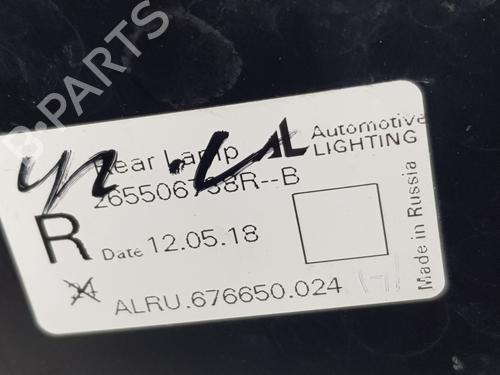 B-PARTS
Rear Lamp
AL Automotive
LIGHTING
265506738R--B
R
Date 12.05.18
ALRU.676650.024
Made in Russia